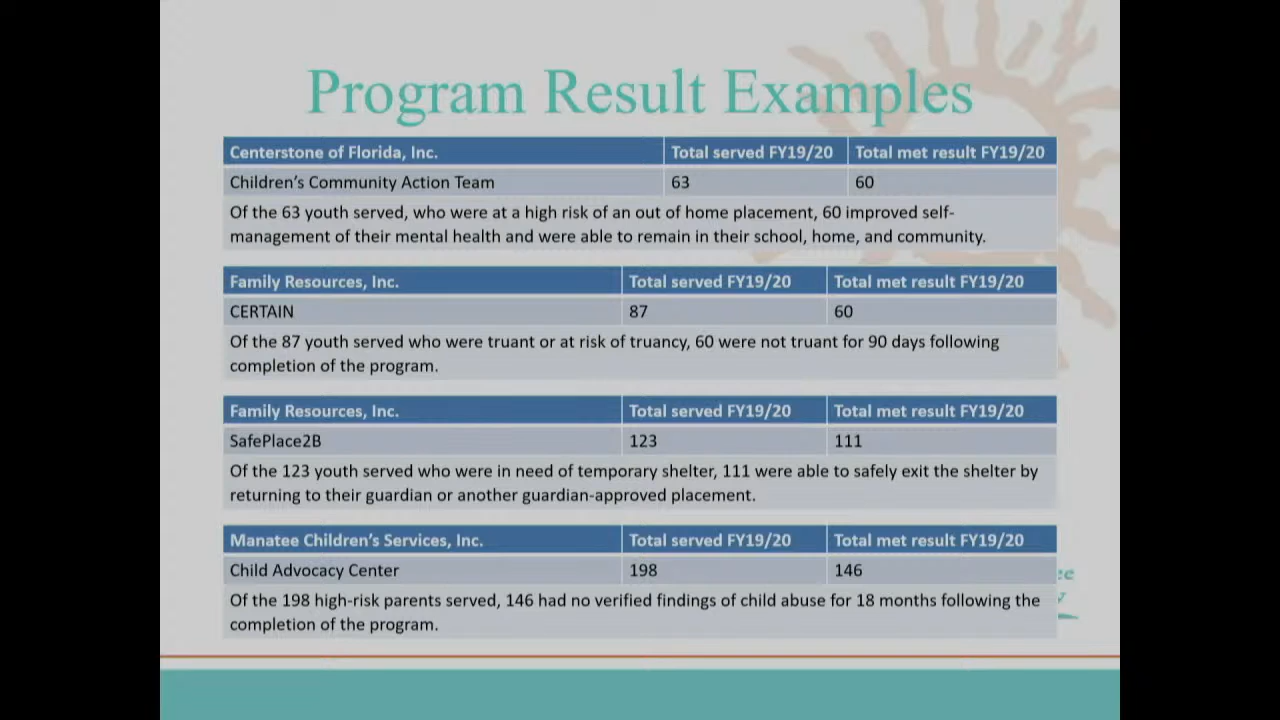 Program Result Examples
Centerstone of Florida, Inc. Total served FY19/20 Total met result FY19/20
Children's Community Action Team 63 60
Of the 63 youth served, who were at a high risk of an out of home placement, 60 improved self-
management of their mental health and were able to remain in their school, home, and community.
Family Resources, Inc. Total served FY19/20 Total met result FY19/20
CERTAIN 87 60
Of the 87 youth served who were truant or at risk of truancy, 60 were not truant for 90 days following
completion of the program.
Family Resources, Inc. Total served FY19/20 Total met result FY19/20
SafePlace2B 123 111
Of the 123 youth served who were in need of temporary shelter, 111 were able to safely exit the shelter by
returning to their guardian or another guardian-approved placement.
Manatee Children's Services, Inc. Total served FY19/20 Total met result FY19/20
Child Advocacy Center 198 146
Of the 198 high-risk parents served, 146 had no verified findings of child abuse for 18 months following the
completion of the program.